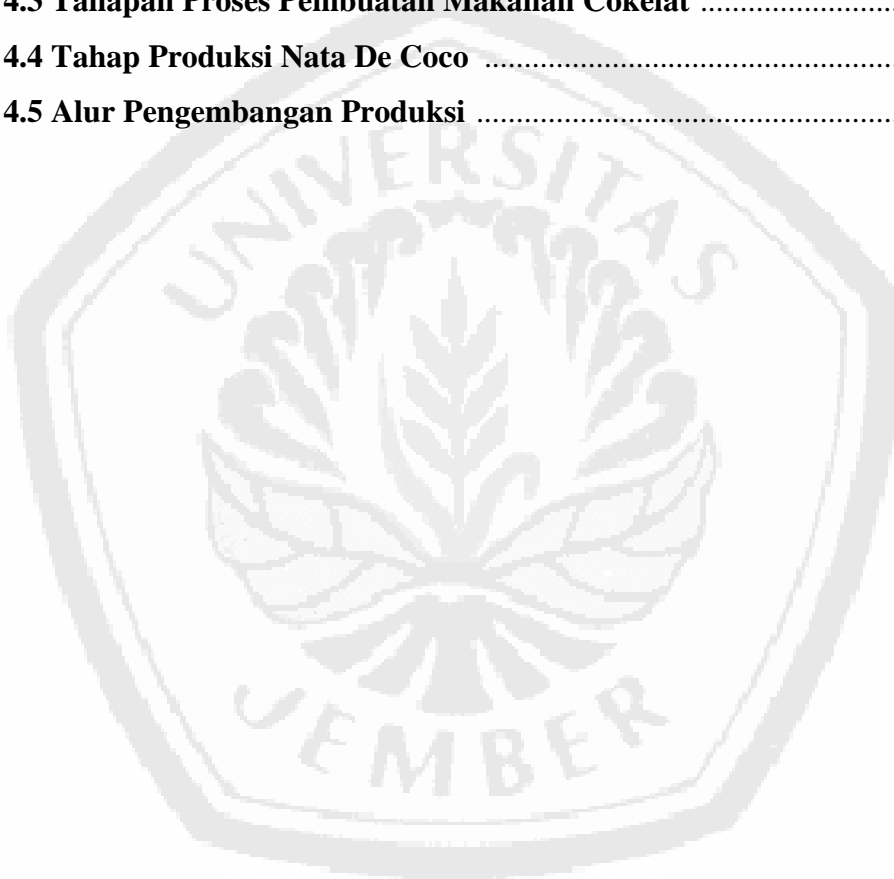 4.3 Tahapan Proses Pembuatan Makanan Cokelat ........................
4.4 Tahap Produksi Nata De Coco ..................................................
4.5 Alur Pengembangan Produksi ...................................................
UNIVERSITAS
JEMBER